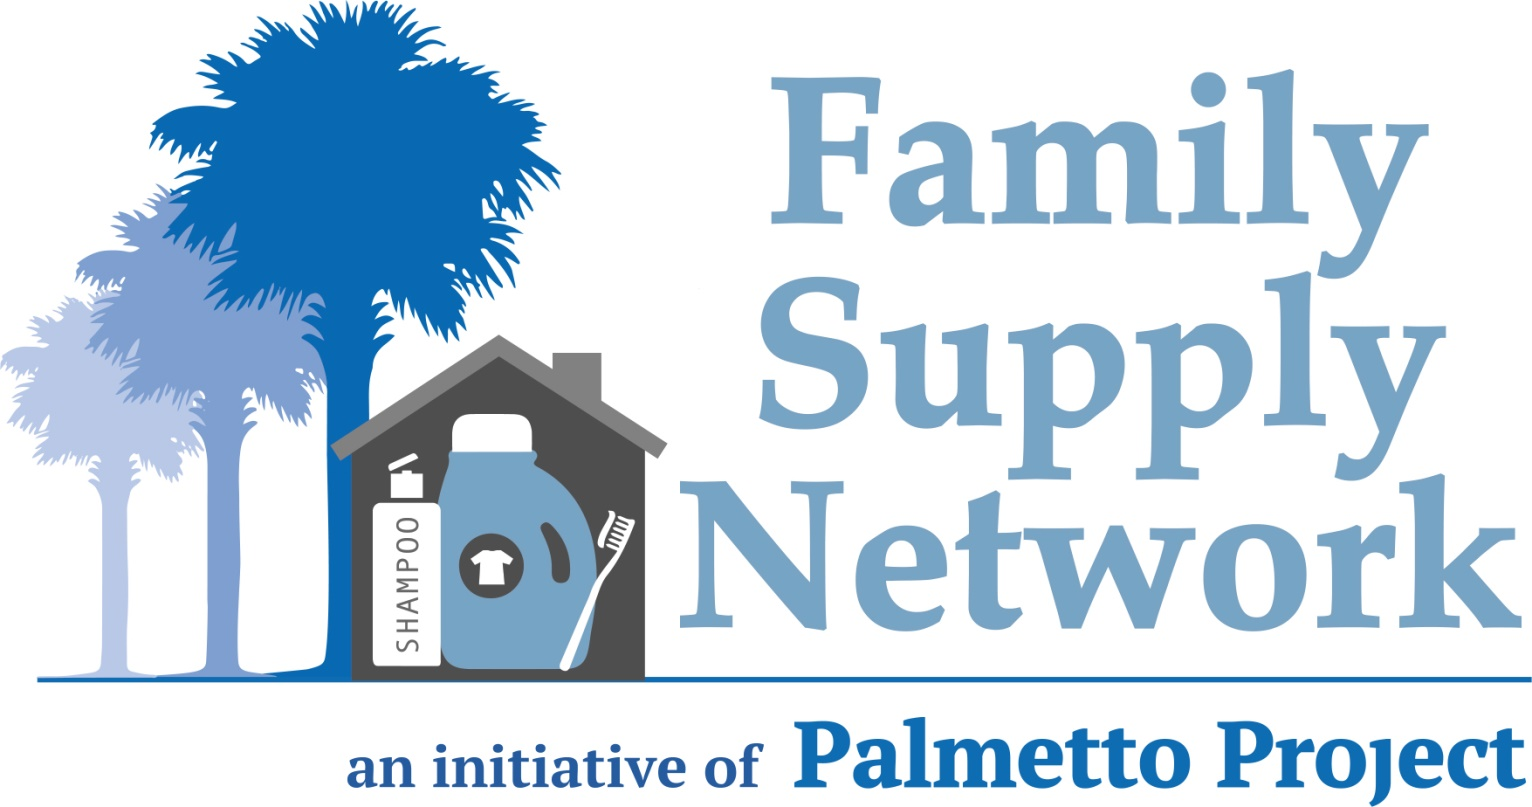 Family
Supply
Network
SHAMPOO
an initiative of Palmetto Project